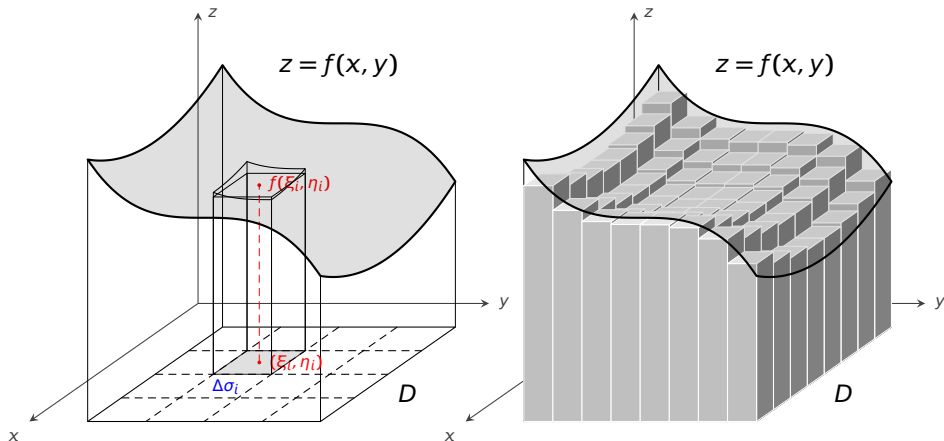 z
z = f(x, y)
f(ξᵢ, ηᵢ)
y
(ξᵢ, ηᵢ)
Δσᵢ
D
x
z
z = f(x, y)
y
D
x